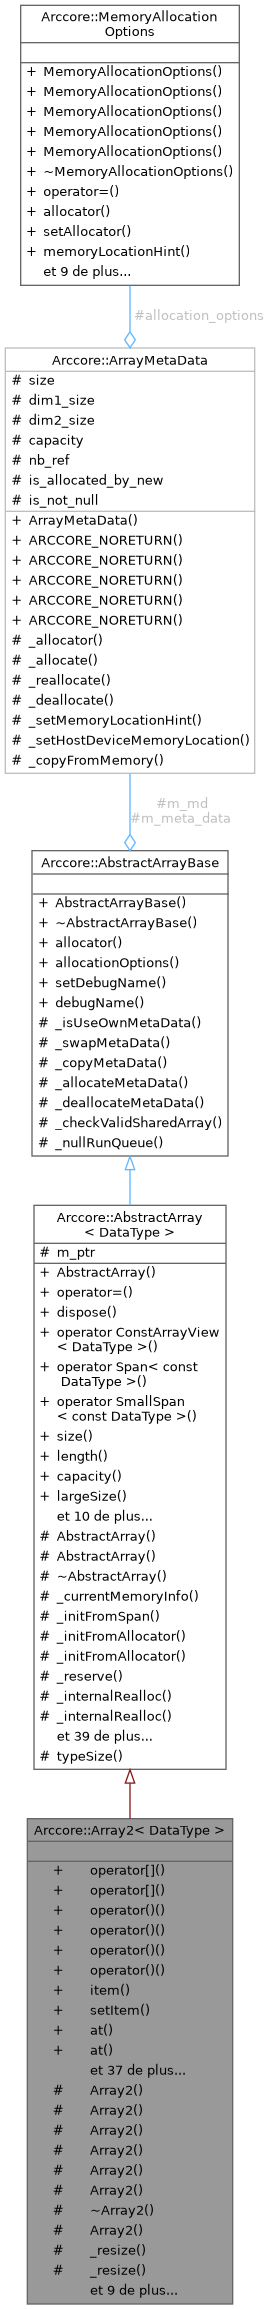 Arccore::MemoryAllocation
Options
+ MemoryAllocationOptions()
+ MemoryAllocationOptions()
+ MemoryAllocationOptions()
+ MemoryAllocationOptions()
+ MemoryAllocationOptions()
+ ~MemoryAllocationOptions()
+ operator=()
+ allocator()
+ setAllocator()
+ memoryLocationHint()
et 9 de plus...
#allocation_options
Arccore::ArrayMetaData
# size
# dim1_size
# dim2_size
# capacity
# nb_ref
# is_allocated_by_new
# is_not_null
+ ArrayMetaData()
+ ARCCORE_NORETURN()
+ ARCCORE_NORETURN()
+ ARCCORE_NORETURN()
+ ARCCORE_NORETURN()
+ ARCCORE_NORETURN()
# _allocator()
# _allocate()
# _reallocate()
# _deallocate()
# _setMemoryLocationHint()
# _setHostDeviceMemoryLocation()
# _copyFromMemory()
#m_md
#m_meta_data
Arccore::AbstractArrayBase
+ AbstractArrayBase()
+ ~AbstractArrayBase()
+ allocator()
+ allocationOptions()
+ setDebugName()
+ debugName()
# _isUseOwnMetaData()
# _swapMetaData()
# _copyMetaData()
# _allocateMetaData()
# _deallocateMetaData()
# _checkValidSharedArray()
# _nullRunQueue()
Arccore::AbstractArray
< DataType >
# m_ptr
+ AbstractArray()
+ operator=()
+ dispose()
+ operator ConstArrayView
< DataType >()
+ operator Span< const
DataType >()
+ operator SmallSpan
< const DataType >()
+ size()
+ length()
+ capacity()
+ largeSize()
et 10 de plus...
# AbstractArray()
# AbstractArray()
# ~AbstractArray()
# _currentMemoryInfo()
# _initFromSpan()
# _initFromAllocator()
# _initFromAllocator()
# _reserve()
# _internalRealloc()
# _internalRealloc()
et 39 de plus...
# typeSize()
Arccore::Array2< DataType >
+ operator[]()
+ operator[]()
+ operator()()
+ operator()()
+ operator()()
+ operator()()
+ item()
+ setItem()
+ at()
+ at()
et 37 de plus...
# Array2()
# Array2()
# Array2()
# Array2()
# Array2()
# Array2()
# ~Array2()
# Array2()
# _resize()
# _resize()
et 9 de plus...